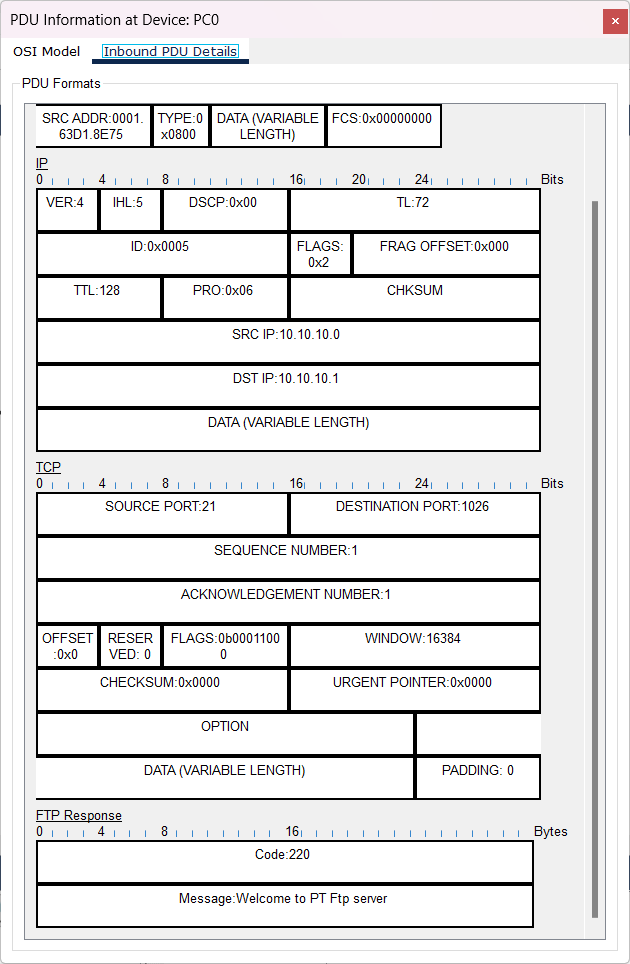 PDU Information at Device: PC0
OSI Model
Inbound PDU Details
PDU Formats
SRC ADDR:0001.
63D1.8E75
TYPE:0
x0800
DATA (VARIABLE
LENGTH)
FCS:0x00000000
IP
0 4 8 16 20 24 Bits
VER:4
IHL:5
DSCP:0x00
TL:72
ID:0x0005
FLAGS:
0x2
FRAG OFFSET:0x000
TTL:128
PRO:0x06
CHKSUM
SRC IP:10.10.10.0
DST IP:10.10.10.1
DATA (VARIABLE LENGTH)
TCP
0 4 8 16 24 Bits
SOURCE PORT:21
DESTINATION PORT:1026
SEQUENCE NUMBER:1
ACKNOWLEDGEMENT NUMBER:1
OFFSET
:0x0
RESER
VED: 0
FLAGS:0b0001100
0
WINDOW:16384
CHECKSUM:0x0000
URGENT POINTER:0x0000
OPTION
DATA (VARIABLE LENGTH)
PADDING: 0
FTP Response
0 4 8 16 Bytes
Code:220
Message:Welcome to PT Ftp server